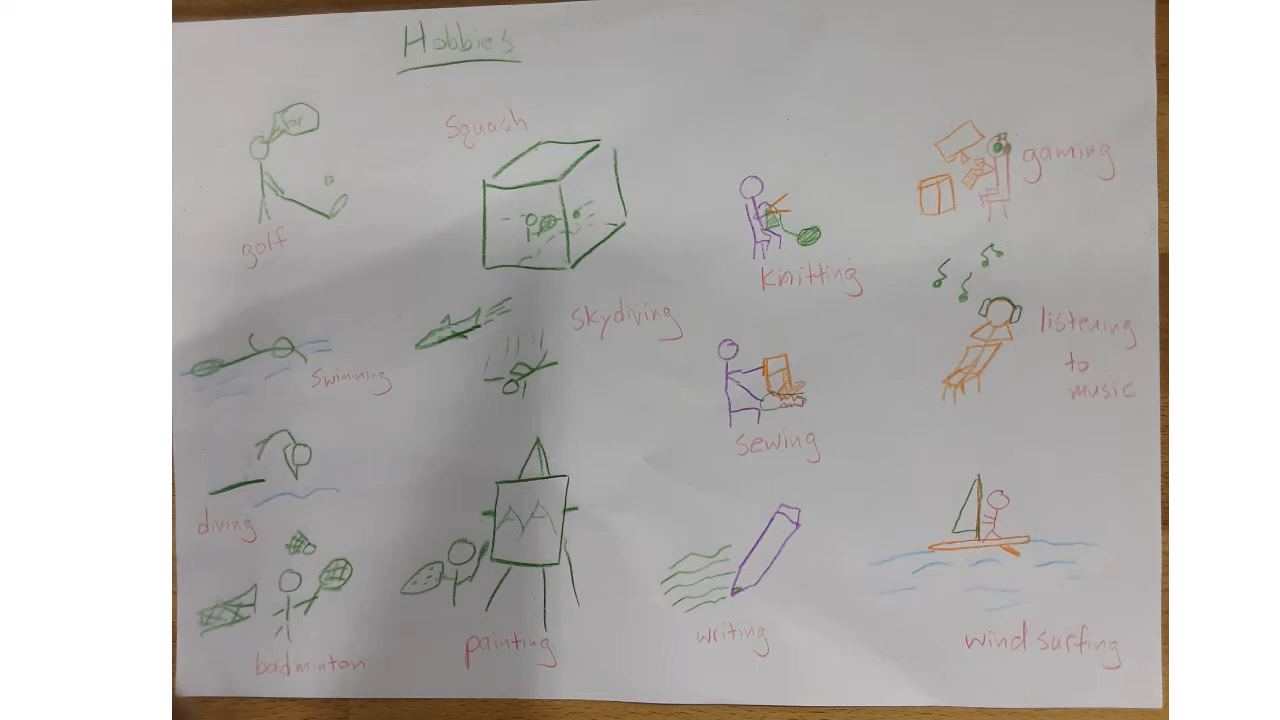 Hobbies
golf
Squash
Knitting
gaming
swimming
skydiving
sewing
listening
to
music
diving
badminton
painting
writing
wind surfing